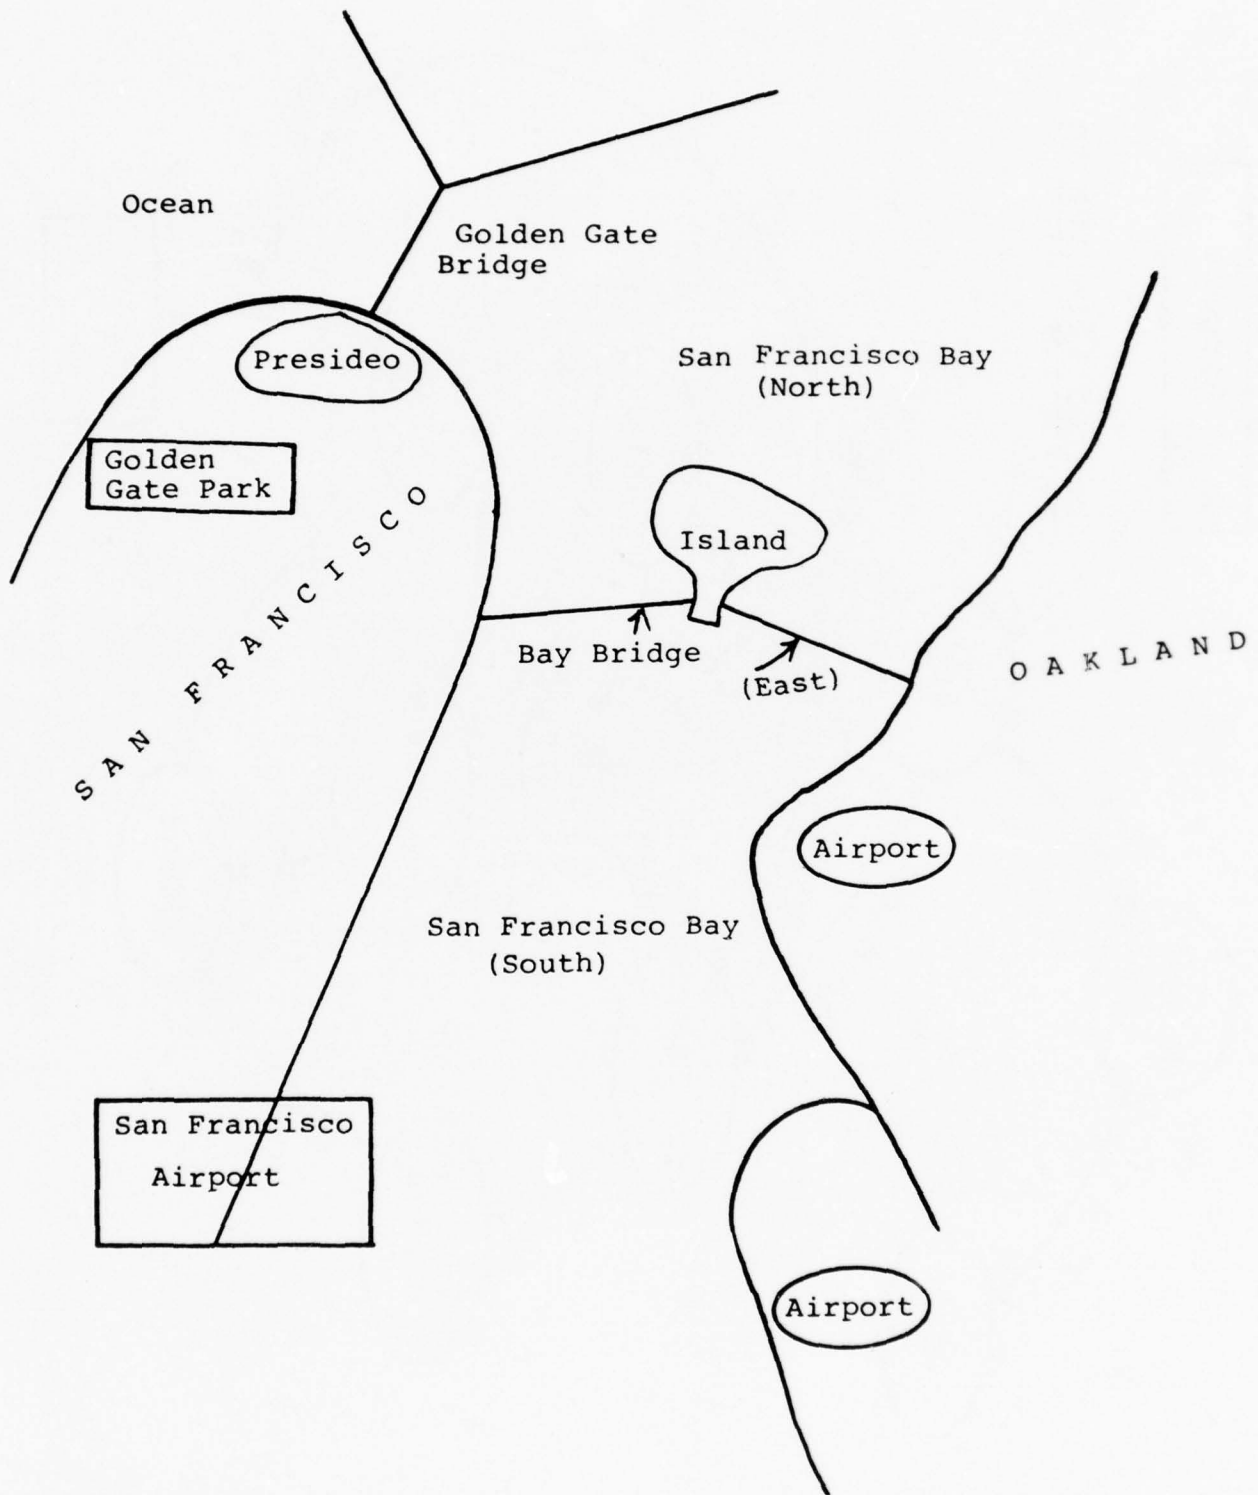 Ocean
Golden Gate
Bridge
Presideo
San Francisco Bay
(North)
Golden
Gate Park
SAN FRANCISCO
Island
Bay Bridge
(East)
OAKLAND
Airport
San Francisco Bay
(South)
San Francisco
Airport
Airport